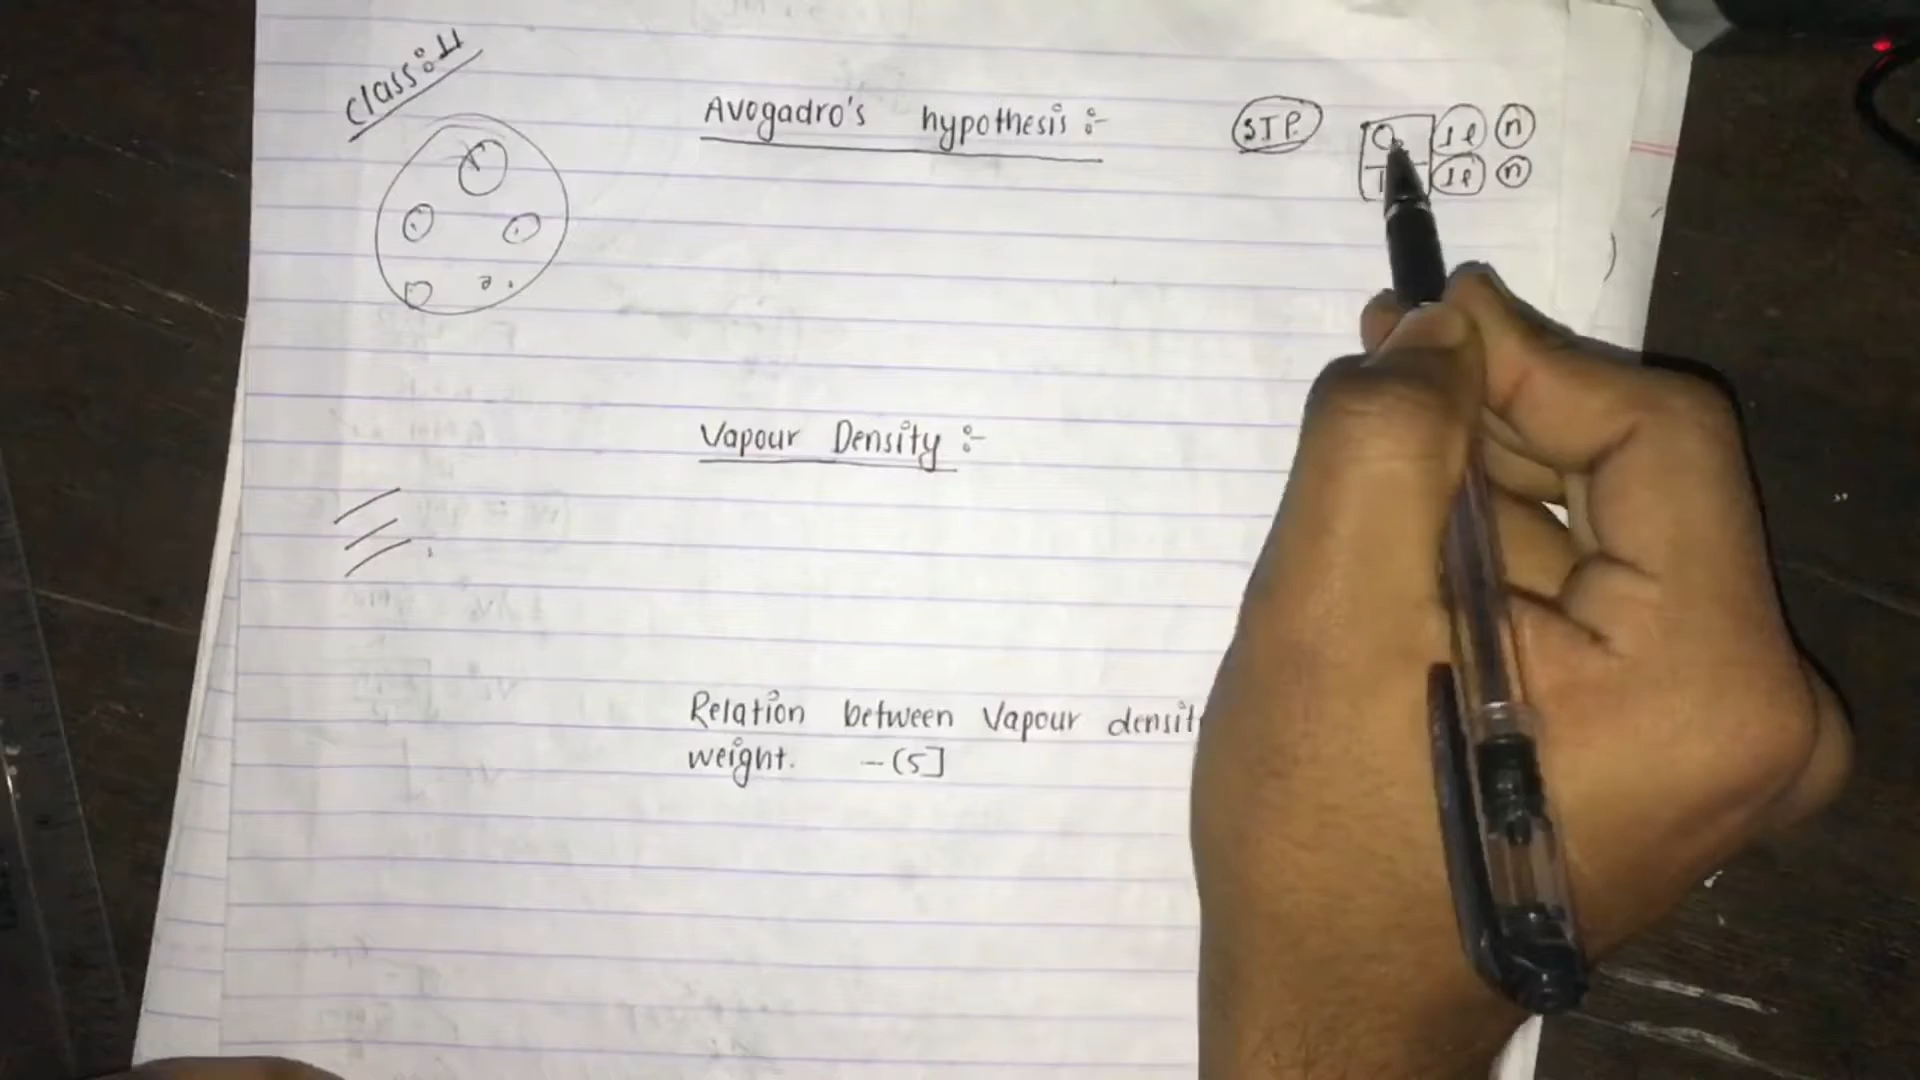 Class:- 11
Avogadro's hypothesis :-
STP.
1l n
1l n
Vapour Density :-
Relation between Vapour densit
weight. -(5]